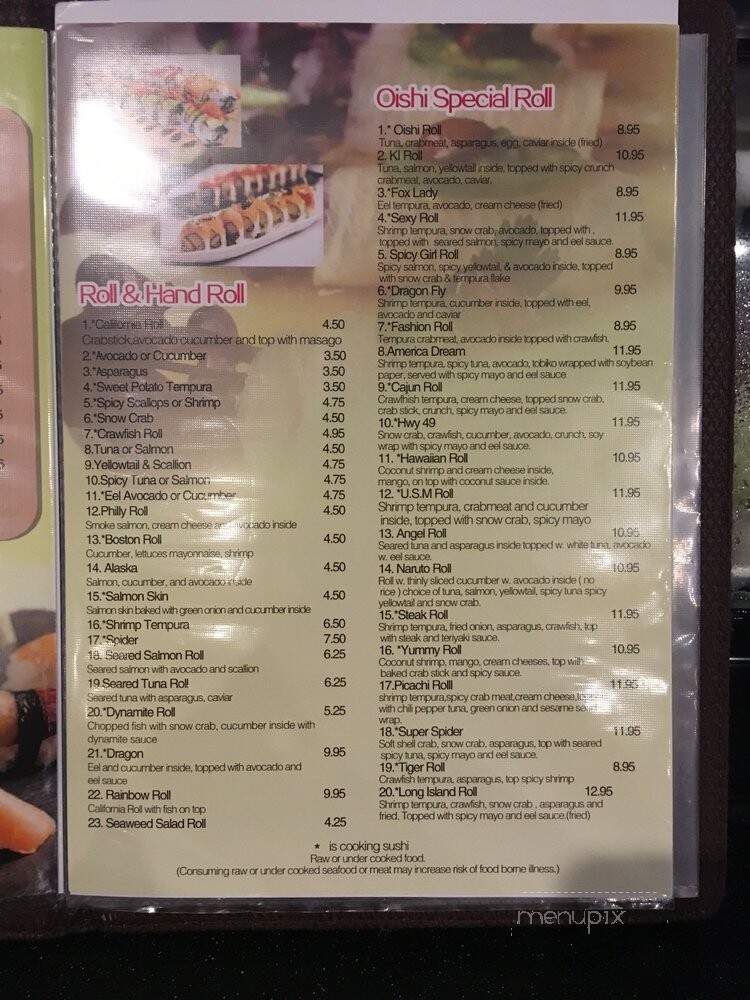 Roll & Hand Roll
1.*California Roll 4.50
Crabstick,avocado cucumber and top with masago
2.*Avocado or Cucumber 3.50
3.*Asparagus 3.50
4.*Sweet Potato Tempura 3.50
5.*Spicy Scallops or Shrimp 4.75
6.*Snow Crab 4.50
7.*Crawfish Roll 4.95
8.Tuna or Salmon 4.50
9.Yellowtail & Scallion 4.75
10.Spicy Tuna or Salmon 4.75
11.*Eel Avocado or Cucumber 4.75
12.Philly Roll 4.50
Smoke salmon, cream cheese and avocado inside
13.*Boston Roll 4.50
Cucumber, lettuces mayonnaise, shrimp
14. Alaska 4.50
Salmon, cucumber, and avocado inside
15.*Salmon Skin 4.50
Salmon skin baked with green onion and cucumber inside
16.*Shrimp Tempura 6.50
17.*Spider 7.50
18. Seared Salmon Roll 6.25
Seared salmon with avocado and scallion
19.Seared Tuna Roll 6.25
Seared tuna with asparagus, caviar
20.*Dynamite Roll 5.25
Chopped fish with snow crab, cucumber inside with
dynamite sauce
21.*Dragon 9.95
Eel and cucumber inside, topped with avocado and
eel sauce
22. Rainbow Roll 9.95
California Roll with fish on top
23. Seaweed Salad Roll 4.25
Oishi Special Roll
1.* Oishi Roll 8.95
Tuna, crabmeat, asparagus, egg, caviar inside (fried)
2. KI Roll 10.95
Tuna, salmon, yellowtail inside, topped with spicy crunch
crabmeat, avocado, caviar.
3.*Fox Lady 8.95
Eel tempura, avocado, cream cheese (fried)
4.*Sexy Roll 11.95
Shrimp tempura, snow crab, avocado, topped with ,
topped with seared salmon, spicy mayo and eel sauce.
5. Spicy Girl Roll 8.95
Spicy salmon, spicy yellowtail, & avocado inside, topped
with snow crab & tempura flake
6.*Dragon Fly 9.95
Shrimp tempura, cucumber inside, topped with eel,
avocado and caviar
7.*Fashion Roll 8.95
Tempura crabmeat, avocado inside topped with crawfish.
8.America Dream 11.95
Shrimp tempura, spicy tuna, avocado, tobiko wrapped with soybean
paper, served with spicy mayo and eel sauce
9.*Cajun Roll 11.95
Crawfhish tempura, cream cheese, topped snow crab,
crab stick, crunch, spicy mayo and eel sauce.
10.*Hwy 49 11.95
Snow crab, crawfish, cucumber, avocado, crunch, soy
wrap with spicy mayo and eel sauce.
11. *Hawaiian Roll 10.95
Coconut shrimp and cream cheese inside,
mango, on top with coconut sauce inside.
12. *U.S.M Roll 11.95
Shrimp tempura, crabmeat and cucumber
inside, topped with snow crab, spicy mayo
13. Angel Roll 10.95
Seared tuna and asparagus inside topped w. white tuna, avocado
w. eel sauce.
14. Naruto Roll 10.95
Roll w. thinly sliced cucumber w. avocado inside ( no
rice ) choice of tuna, salmon, yellowtail, spicy tuna spicy
yellowtail and snow crab.
15.*Steak Roll 11.95
Shrimp tempura, fried onion, asparagus, crawfish, top
with steak and teriyaki sauce.
16. *Yummy Roll 10.95
Coconut shrimp, mango, cream cheeses, top with
baked crab stick and spicy sauce.
17.Picachi Rolll 11.95
shrimp tempura,spicy crab meat,cream cheese,
with chili pepper tuna, green onion and sesame seed
wrap.
18.*Super Spider 11.95
Soft shell crab, snow crab, asparagus, top with seared
spicy tuna, spicy mayo and eel sauce.
19.*Tiger Roll 8.95
Crawfish tempura, asparagus, top spicy shrimp
20.*Long Island Roll 12.95
Shrimp tempura, crawfish, snow crab , asparagus and
fried. Topped with spicy mayo and eel sauce.(fried)
* is cooking sushi
Raw or under cooked food.
(Consuming raw or under cooked seafood or meat may increase risk of food borne illness.)
menupix